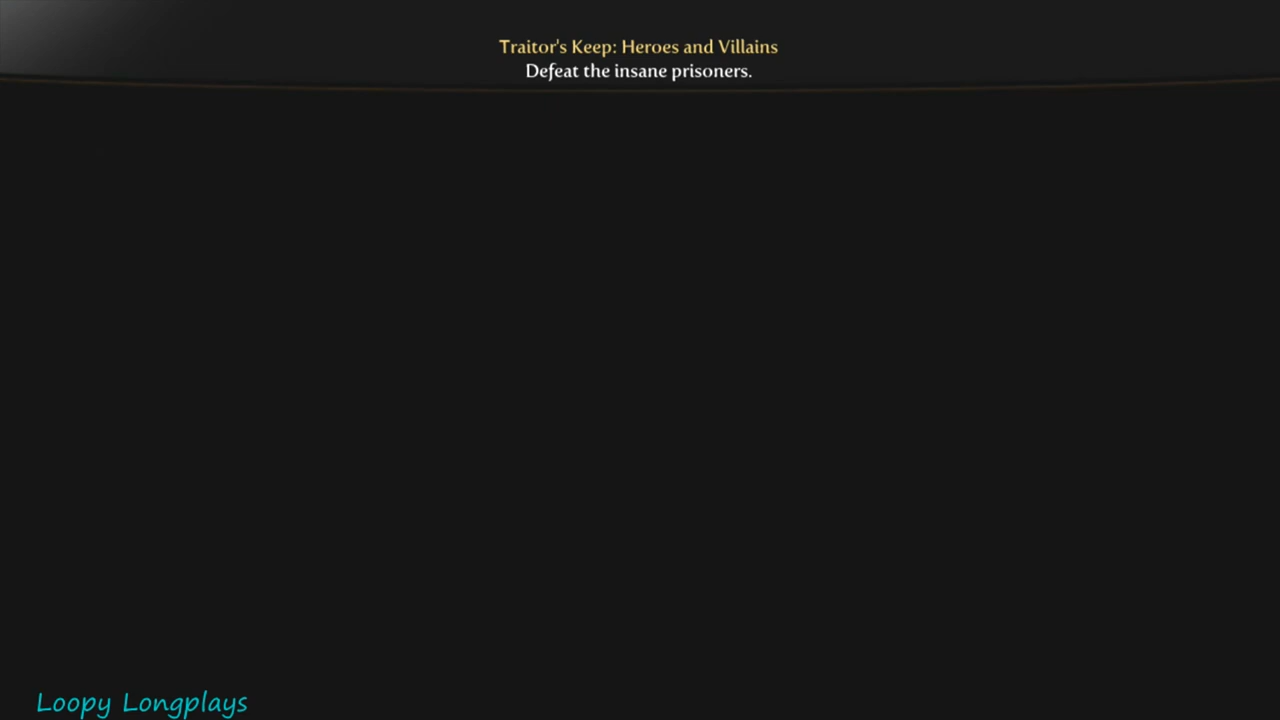 Traitor's Keep: Heroes and Villains
Defeat the insane prisoners.
Loopy Longplays